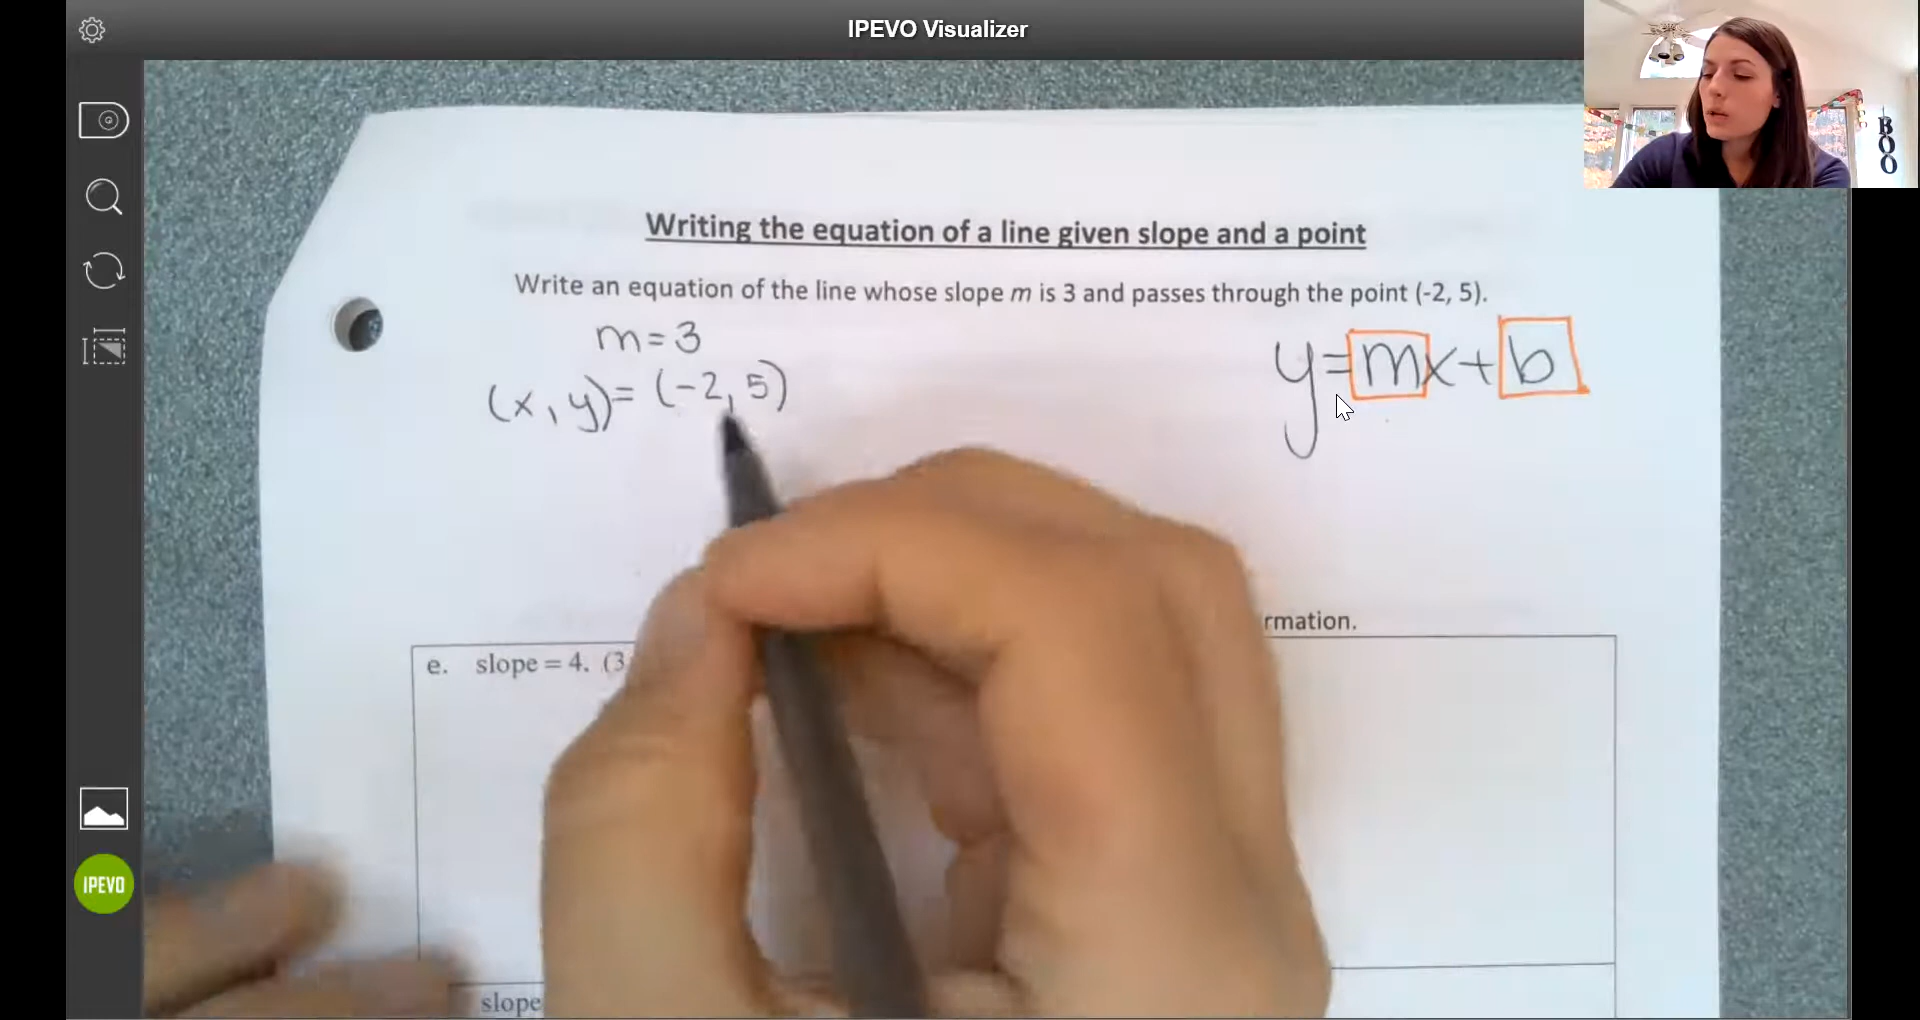 IPEVO Visualizer
BOO
Writing the equation of a line given slope and a point
Write an equation of the line whose slope m is 3 and passes through the point (-2, 5).
m=3
(x, y)= (-2, 5)
y=mx+b
y
rmation.
e. slope = 4. (3
slope
IPEVO